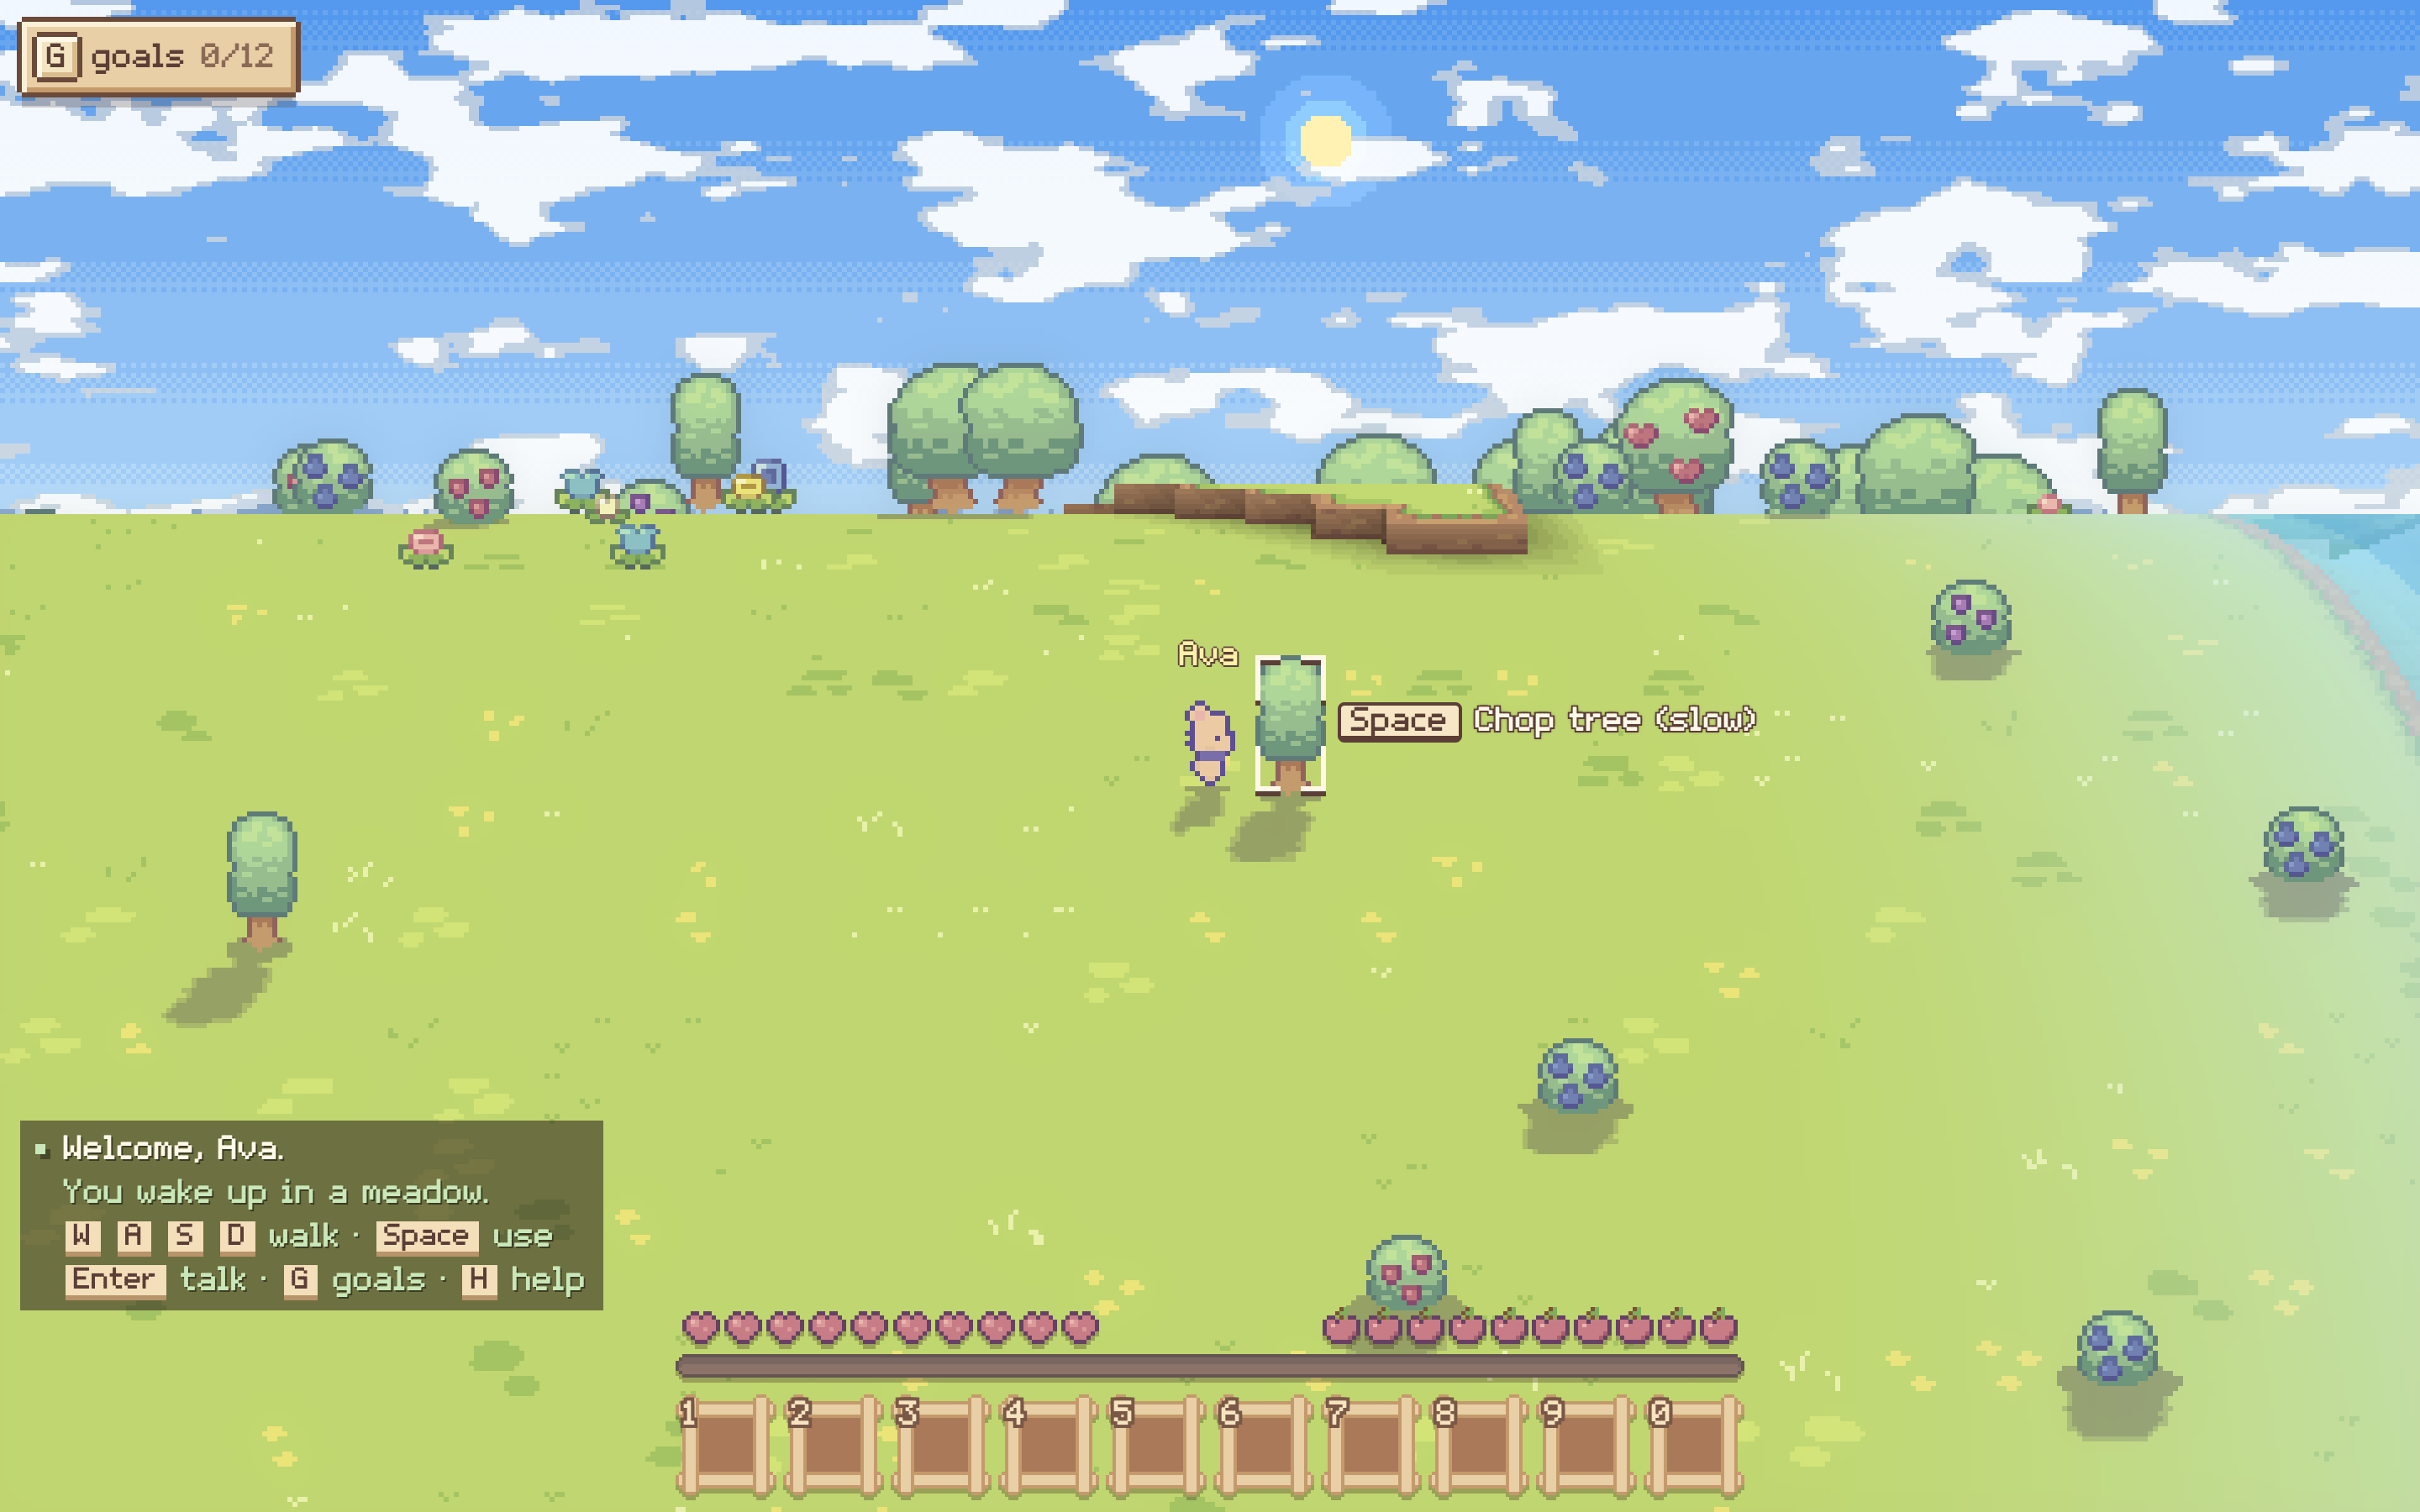 G goals 0/12
Ava
Space Chop tree (slow)
Welcome, Ava.
You wake up in a meadow.
W A S D walk · Space use
Enter talk · G goals · H help
1 2 3 4 5 6 7 8 9 0